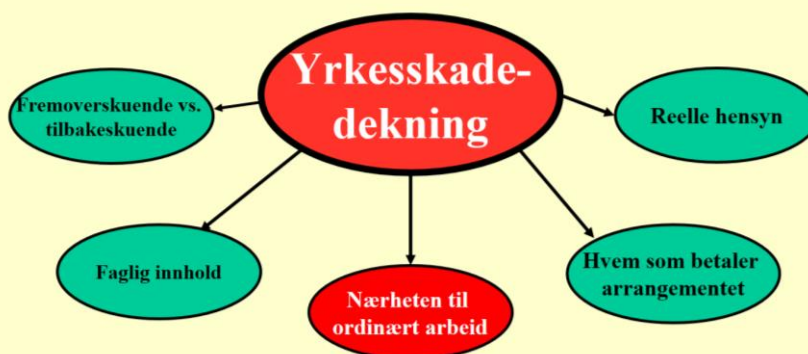 Yrkesskade-
dekning
Fremoverskuende vs.
tilbakeskuende
Reelle hensyn
Faglig innhold
Nærheten til
ordinært arbeid
Hvem som betaler
arrangementet